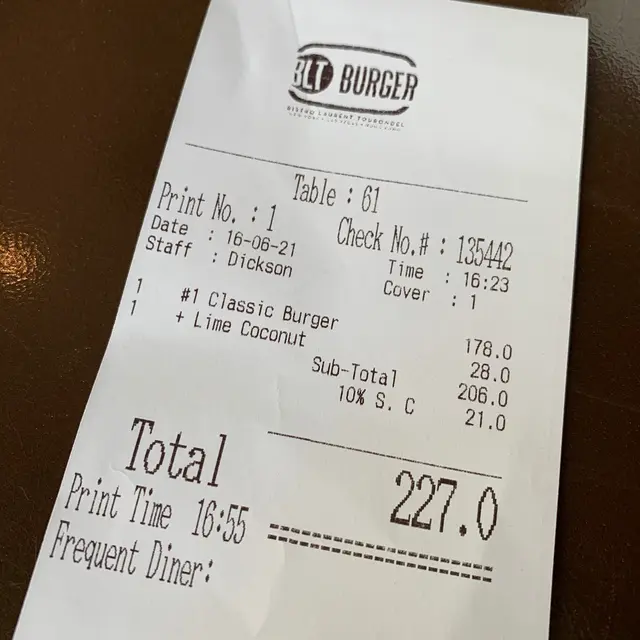 BLT BURGER
BISTRO LAURENT TOURONDEL
Table : 61
Print No. : 1 Check No.# : 135442
Date : 16-06-21 Time : 16:23
Staff : Dickson Cover : 1
1 #1 Classic Burger 178.0
1 + Lime Coconut 28.0
Sub-Total 206.0
10% S. C 21.0
Total 227.0
Print Time 16:55
Frequent Diner: